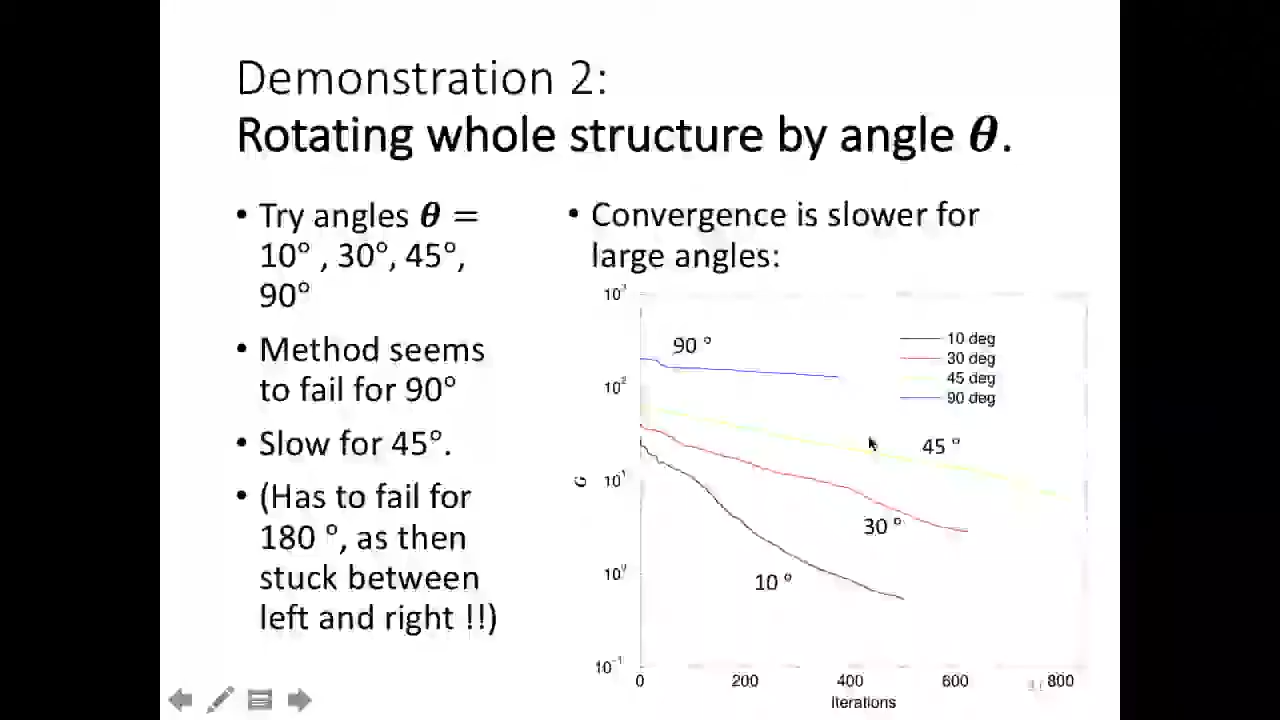 Demonstration 2:
Rotating whole structure by angle θ.
• Try angles θ =
10° , 30°, 45°,
90°
• Method seems
to fail for 90°
• Slow for 45°.
• (Has to fail for
180 °, as then
stuck between
left and right !!)
• Convergence is slower for
large angles:
10³
10²
10¹
10⁰
10⁻¹
G
90 °
45 °
30 °
10 °
10 deg
30 deg
45 deg
90 deg
0 200 400 600 800
Iterations